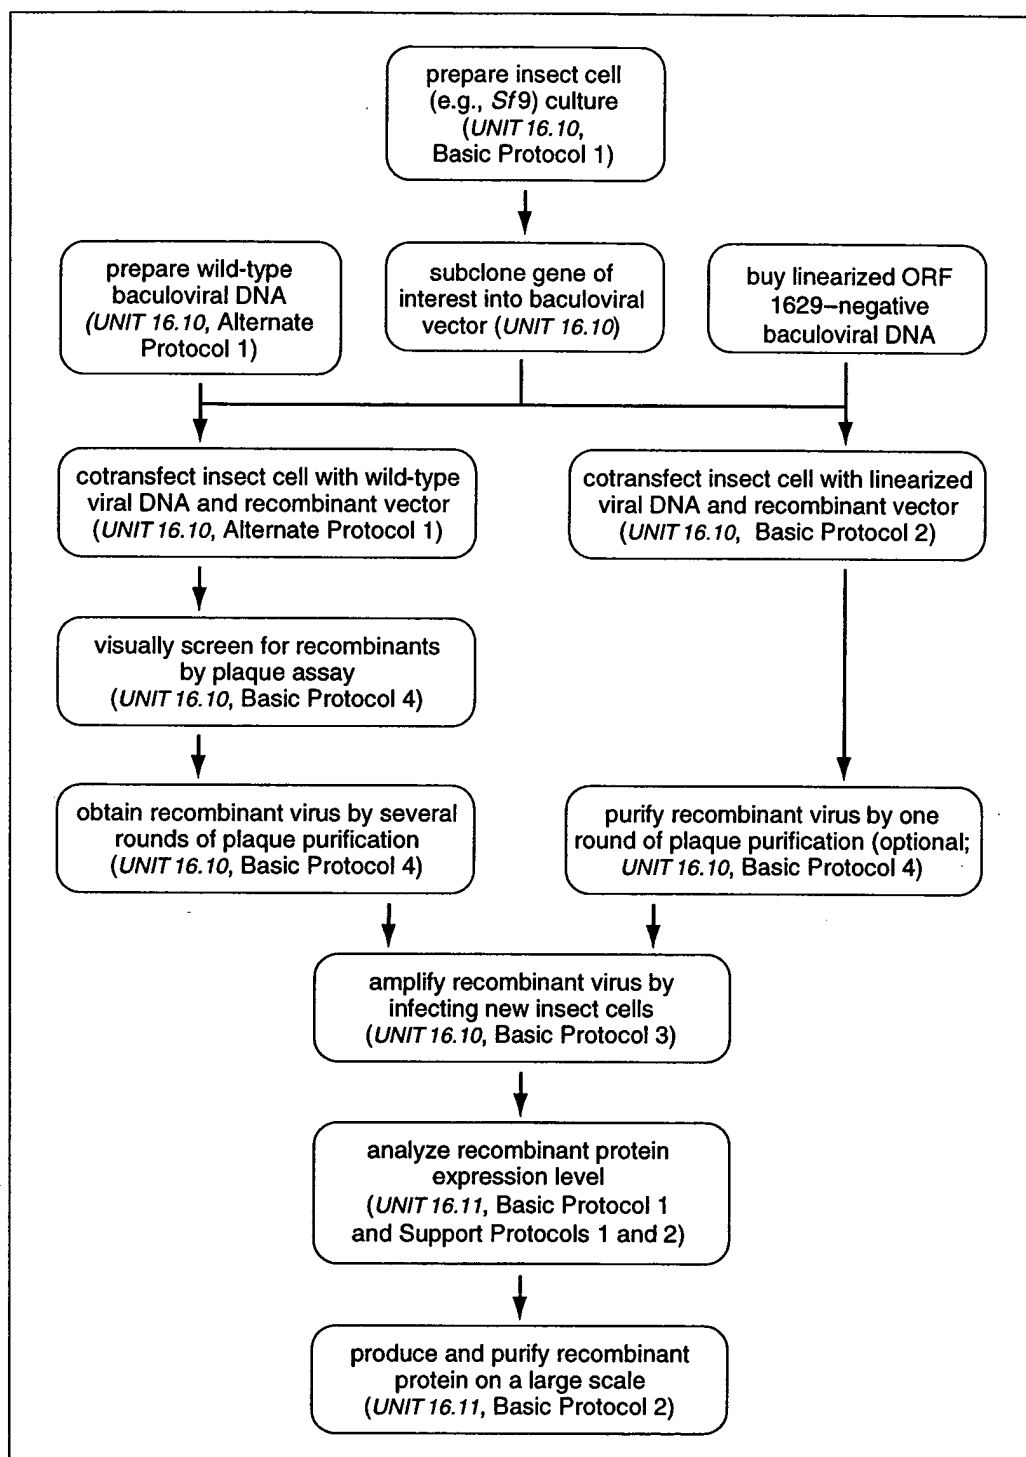 prepare insect cell
(e.g., Sf9) culture
(UNIT 16.10,
Basic Protocol 1)
prepare wild-type
baculoviral DNA
(UNIT 16.10, Alternate
Protocol 1)
subclone gene of
interest into baculoviral
vector (UNIT 16.10)
buy linearized ORF
1629–negative
baculoviral DNA
cotransfect insect cell with wild-type
viral DNA and recombinant vector
(UNIT 16.10, Alternate Protocol 1)
cotransfect insect cell with linearized
viral DNA and recombinant vector
(UNIT 16.10, Basic Protocol 2)
visually screen for recombinants
by plaque assay
(UNIT 16.10, Basic Protocol 4)
obtain recombinant virus by several
rounds of plaque purification
(UNIT 16.10, Basic Protocol 4)
purify recombinant virus by one
round of plaque purification (optional;
UNIT 16.10, Basic Protocol 4)
amplify recombinant virus by
infecting new insect cells
(UNIT 16.10, Basic Protocol 3)
analyze recombinant protein
expression level
(UNIT 16.11, Basic Protocol 1
and Support Protocols 1 and 2)
produce and purify recombinant
protein on a large scale
(UNIT 16.11, Basic Protocol 2)